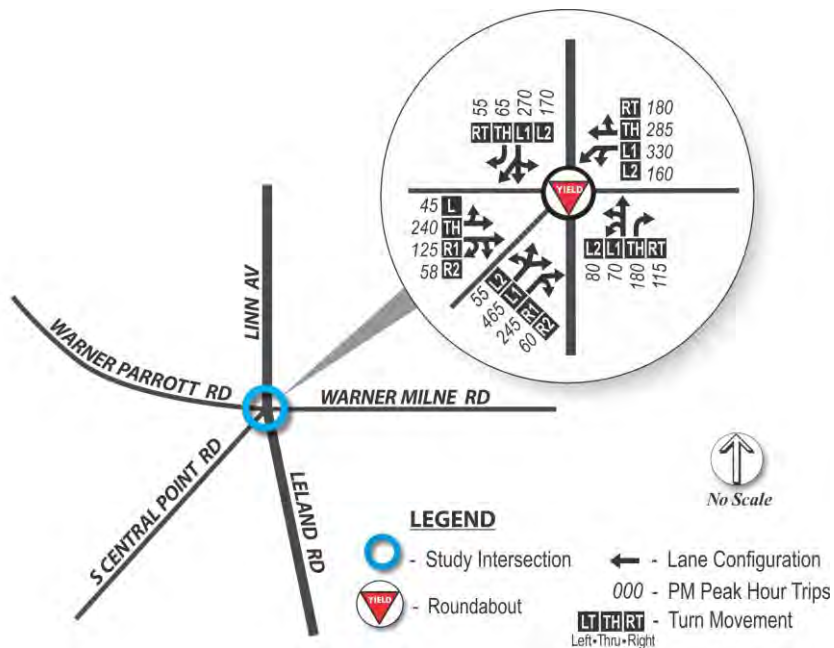 55 65 270 170
RT TH L1 L2
RT 180
TH 285
L1 330
L2 160
YIELD
45 L
240 TH
125 R1
58 R2
L2 L1 TH RT
80 70 180 115
L2 L1 R1 R2
55 465 245 60
LINN AV
WARNER PARROTT RD
WARNER MILNE RD
S CENTRAL POINT RD
LELAND RD
No Scale
LEGEND
- Study Intersection
- Lane Configuration
YIELD
- Roundabout
000 - PM Peak Hour Trips
LT TH RT - Turn Movement
Left•Thru•Right